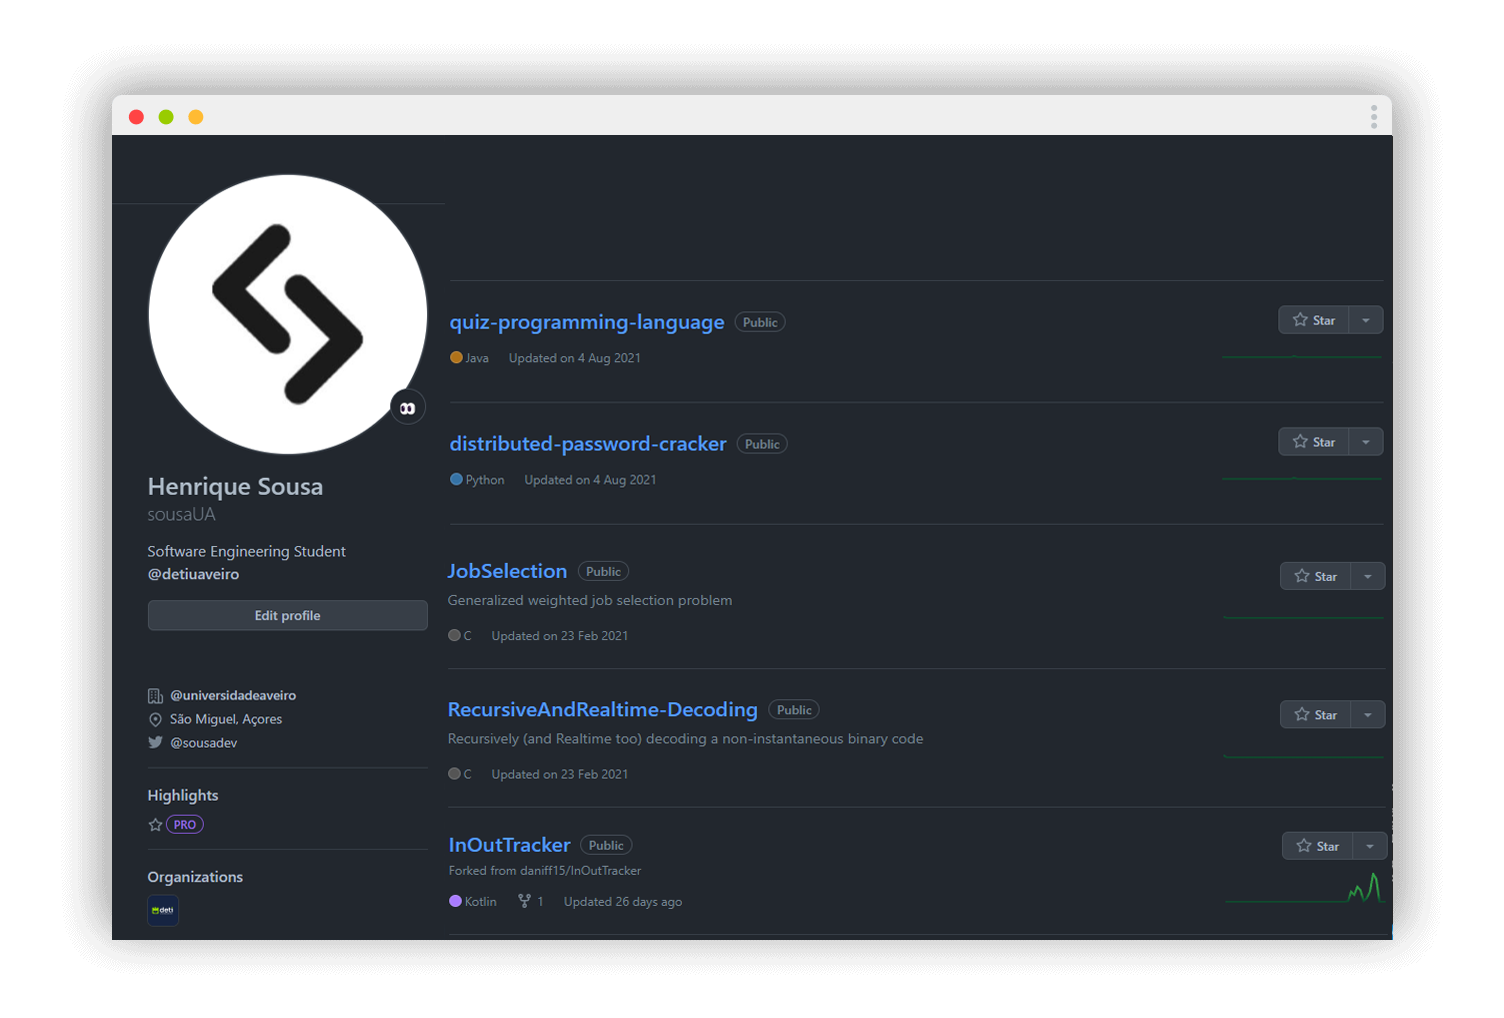 Henrique Sousa
sousaUA
Software Engineering Student
@detiuaveiro
Edit profile
@universidadeaveiro
São Miguel, Açores
@sousadev
Highlights
PRO
Organizations
deti
quiz-programming-language Public
Star
Java Updated on 4 Aug 2021
distributed-password-cracker Public
Star
Python Updated on 4 Aug 2021
JobSelection Public
Star
Generalized weighted job selection problem
C Updated on 23 Feb 2021
RecursiveAndRealtime-Decoding Public
Star
Recursively (and Realtime too) decoding a non-instantaneous binary code
C Updated on 23 Feb 2021
InOutTracker Public
Star
Forked from daniff15/InOutTracker
Kotlin 1 Updated 26 days ago